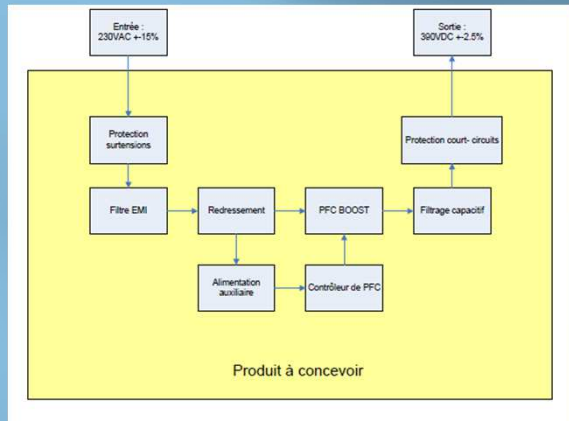 Entrée :
230VAC +-15%
Sortie :
390VDC +-2.5%
Protection
surtensions
Protection court- circuits
Filtre EMI
Redressement
PFC BOOST
Filtrage capacitif
Alimentation
auxiliaire
Contrôleur de PFC
Produit à concevoir